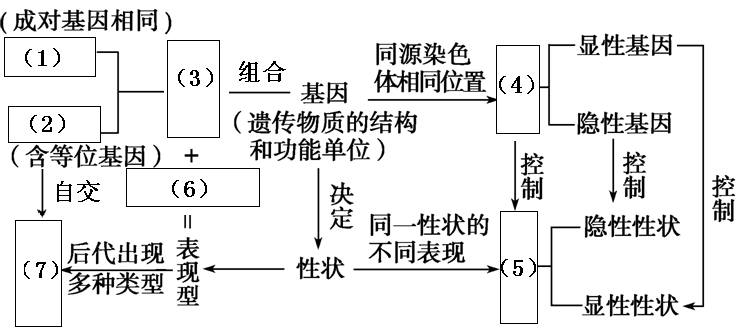 (成对基因相同)
(1)
(2)
(含等位基因)
(3)
组合
基因
(遗传物质的结构
和功能单位)
同源染色
体相同位置
(4)
显性基因
隐性基因
+
(6)
=
自交
(7)
后代出现
多种类型
表现型
决定
性状
同一性状的
不同表现
控制
控制
控制
(5)
隐性性状
显性性状